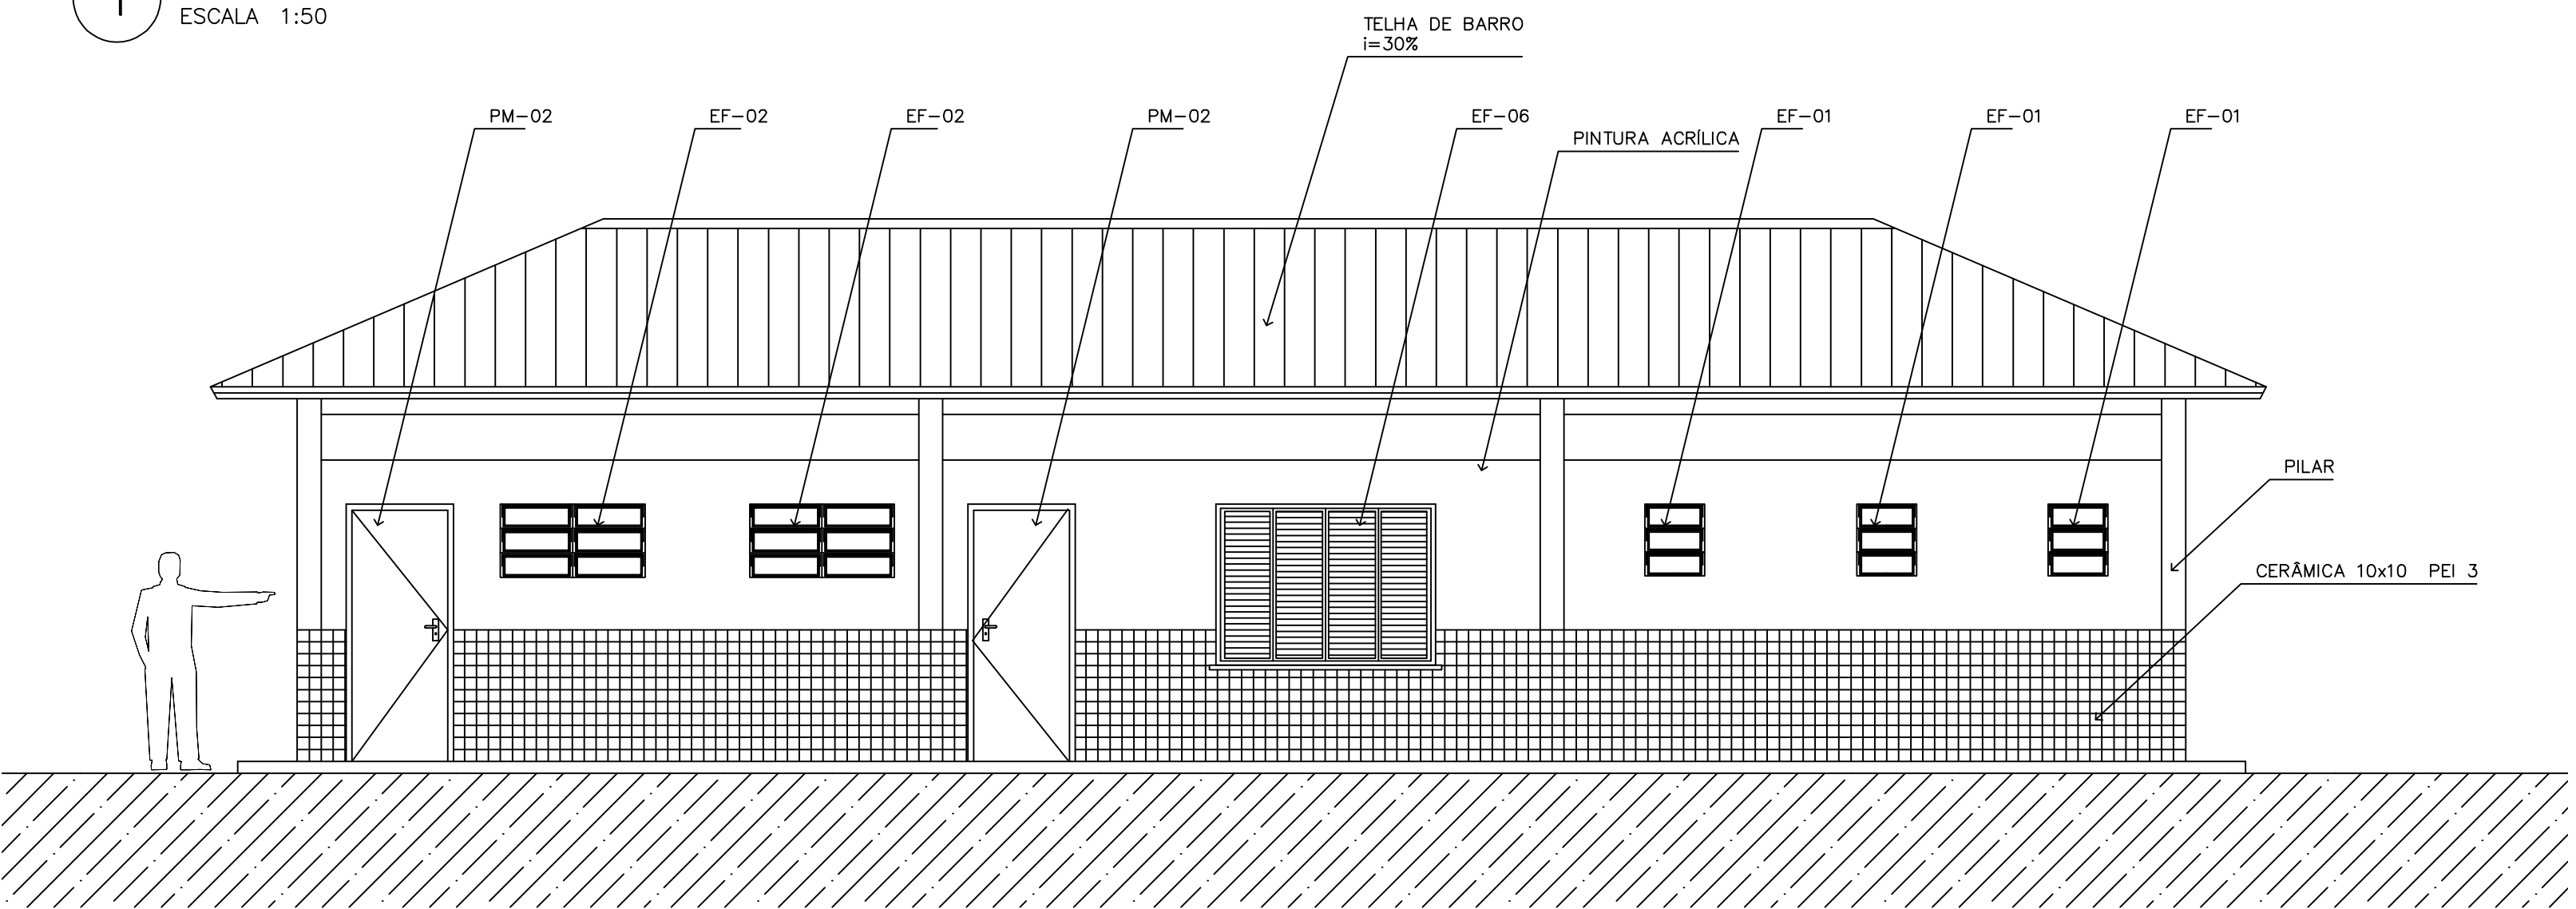 ESCALA 1:50
TELHA DE BARRO
i=30%
PM-02
EF-02
EF-02
PM-02
EF-06
PINTURA ACRÍLICA
EF-01
EF-01
EF-01
PILAR
CERÂMICA 10x10 PEI 3